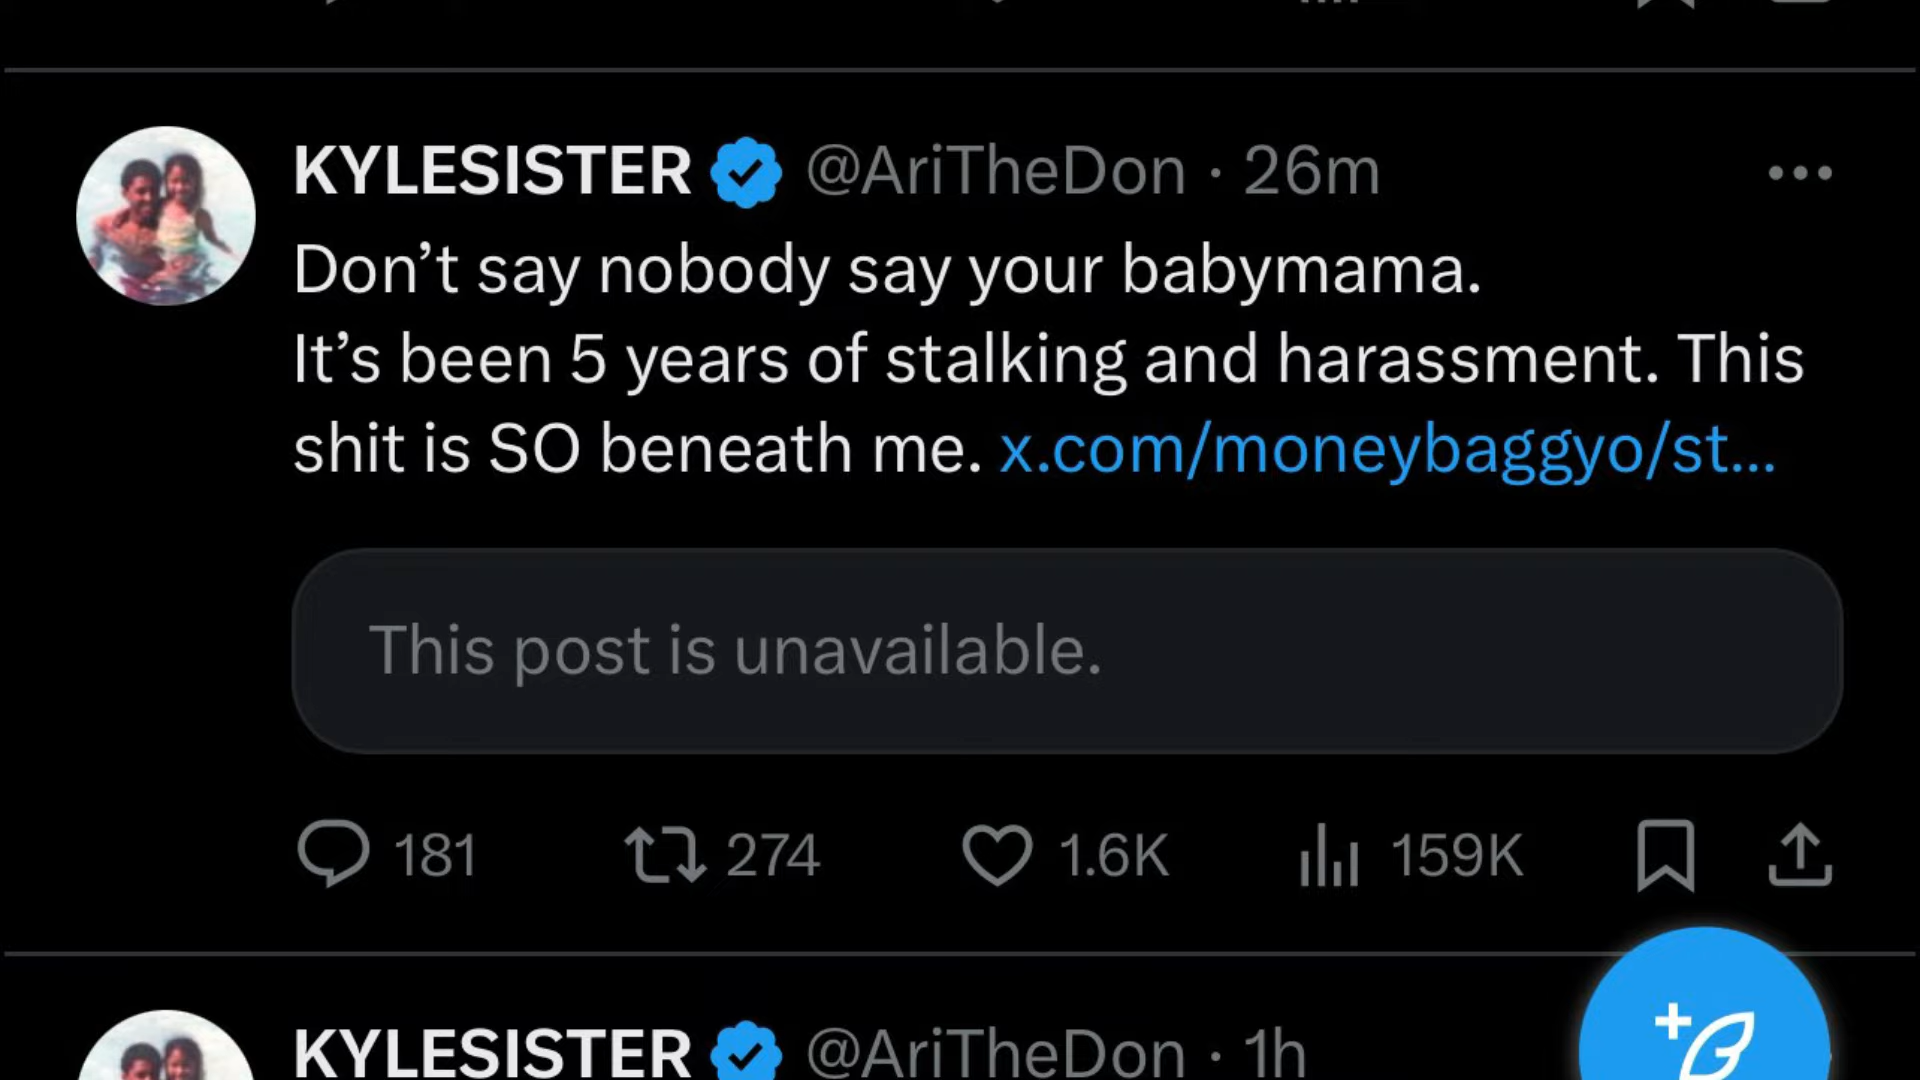 KYLESISTER @AriTheDon · 26m
Don’t say nobody say your babymama.
It’s been 5 years of stalking and harassment. This
shit is SO beneath me. x.com/moneybaggyo/st...
This post is unavailable.
181 274 1.6K 159K
KYLESISTER @AriTheDon · 1h